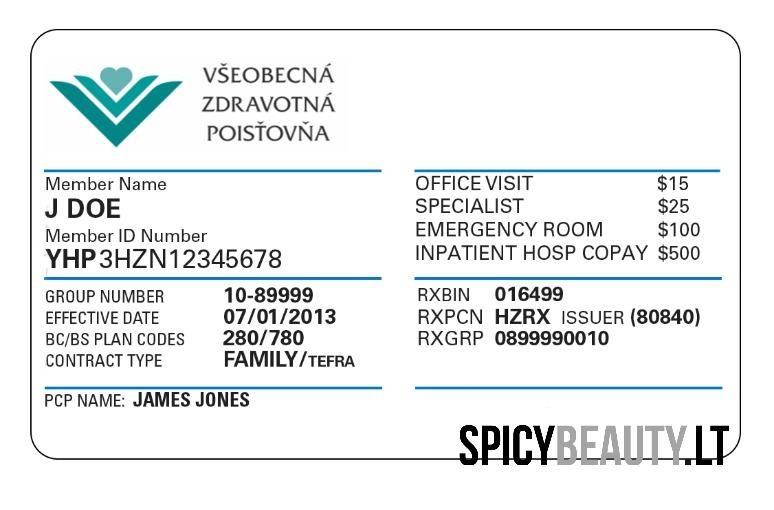 VŠEOBECNÁ
ZDRAVOTNÁ
POISŤOVŇA
Member Name
J DOE
Member ID Number
YHP3HZN12345678
GROUP NUMBER 10-89999
EFFECTIVE DATE 07/01/2013
BC/BS PLAN CODES 280/780
CONTRACT TYPE FAMILY/TEFRA
PCP NAME: JAMES JONES
OFFICE VISIT $15
SPECIALIST $25
EMERGENCY ROOM $100
INPATIENT HOSP COPAY $500
RXBIN 016499
RXPCN HZRX ISSUER (80840)
RXGRP 0899990010
SPICYBEAUTY.LT